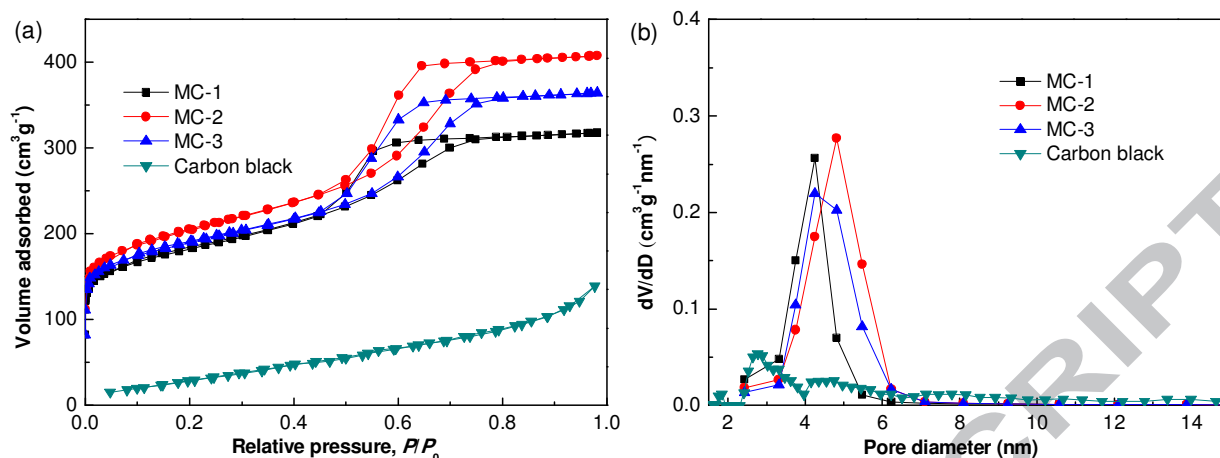 (a)
MC-1
MC-2
MC-3
Carbon black
400
300
200
100
0
0.0 0.2 0.4 0.6 0.8 1.0
Volume adsorbed (cm³g⁻¹)
Relative pressure, P/P₀
(b)
MC-1
MC-2
MC-3
Carbon black
0.4
0.3
0.2
0.1
0.0
2 4 6 8 10 12 14
dV/dD (cm³g⁻¹nm⁻¹)
Pore diameter (nm)
CRIPT